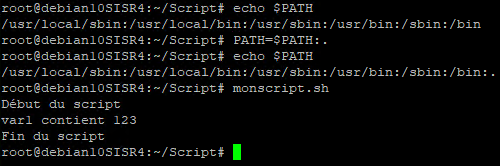 root@debian10SISR4:~/Script# echo $PATH
/usr/local/sbin:/usr/local/bin:/usr/sbin:/usr/bin:/sbin:/bin
root@debian10SISR4:~/Script# PATH=$PATH:.
root@debian10SISR4:~/Script# echo $PATH
/usr/local/sbin:/usr/local/bin:/usr/sbin:/usr/bin:/sbin:/bin:.
root@debian10SISR4:~/Script# monscript.sh
Début du script
var1 contient 123
Fin du script
root@debian10SISR4:~/Script#